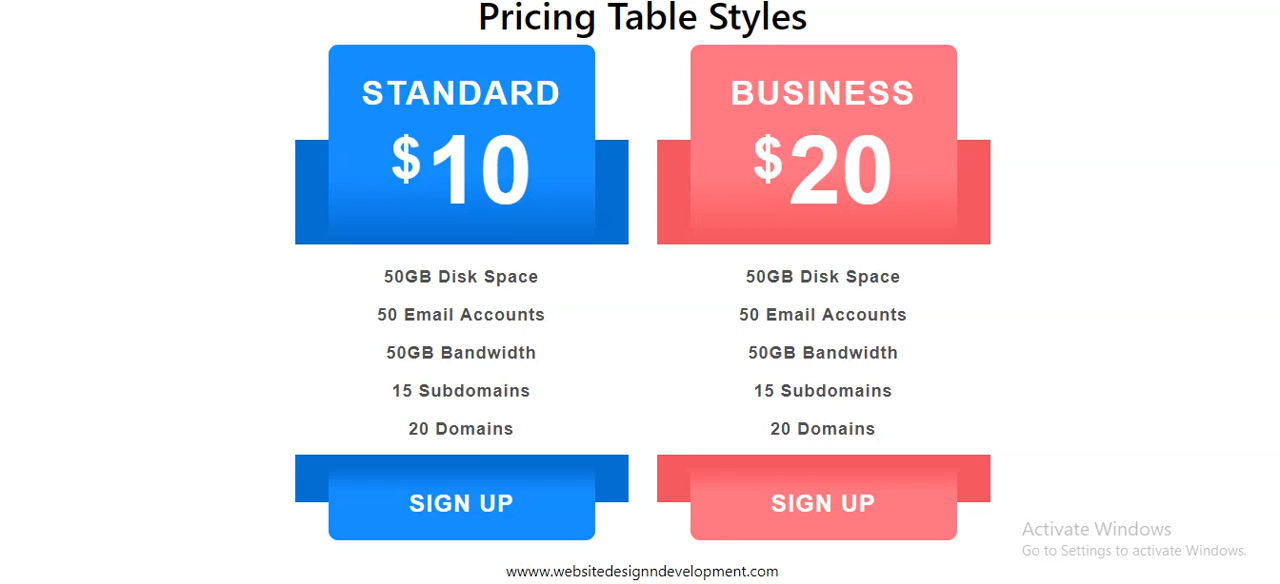 Pricing Table Styles
STANDARD
$10
50GB Disk Space
50 Email Accounts
50GB Bandwidth
15 Subdomains
20 Domains
SIGN UP
BUSINESS
$20
50GB Disk Space
50 Email Accounts
50GB Bandwidth
15 Subdomains
20 Domains
SIGN UP
Activate Windows
Go to Settings to activate Windows.
wwww.websitedesignndevelopment.com